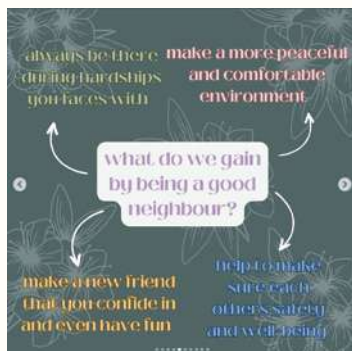 always be there
during hardships
you faces with
make a more peaceful
and comfortable
environment
what do we gain
by being a good
neighbour?
make a new friend
that you confide in
and even have fun
help to make
sure each
others safety
and well-being